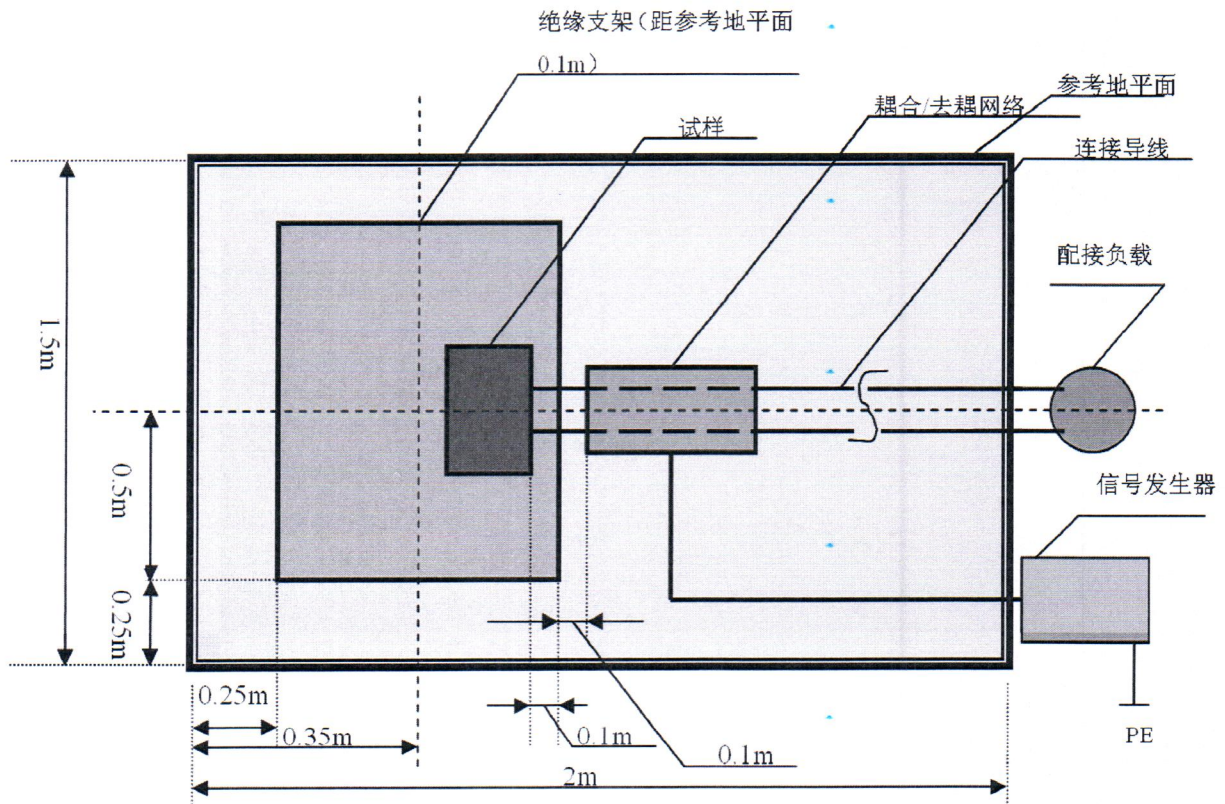 绝缘支架（距参考地平面
0.1m）
参考地平面
耦合/去耦网络
试样
连接导线
配接负载
1.5m
0.5m
信号发生器
0.25m
0.25m
0.35m
0.1m
0.1m
PE
2m